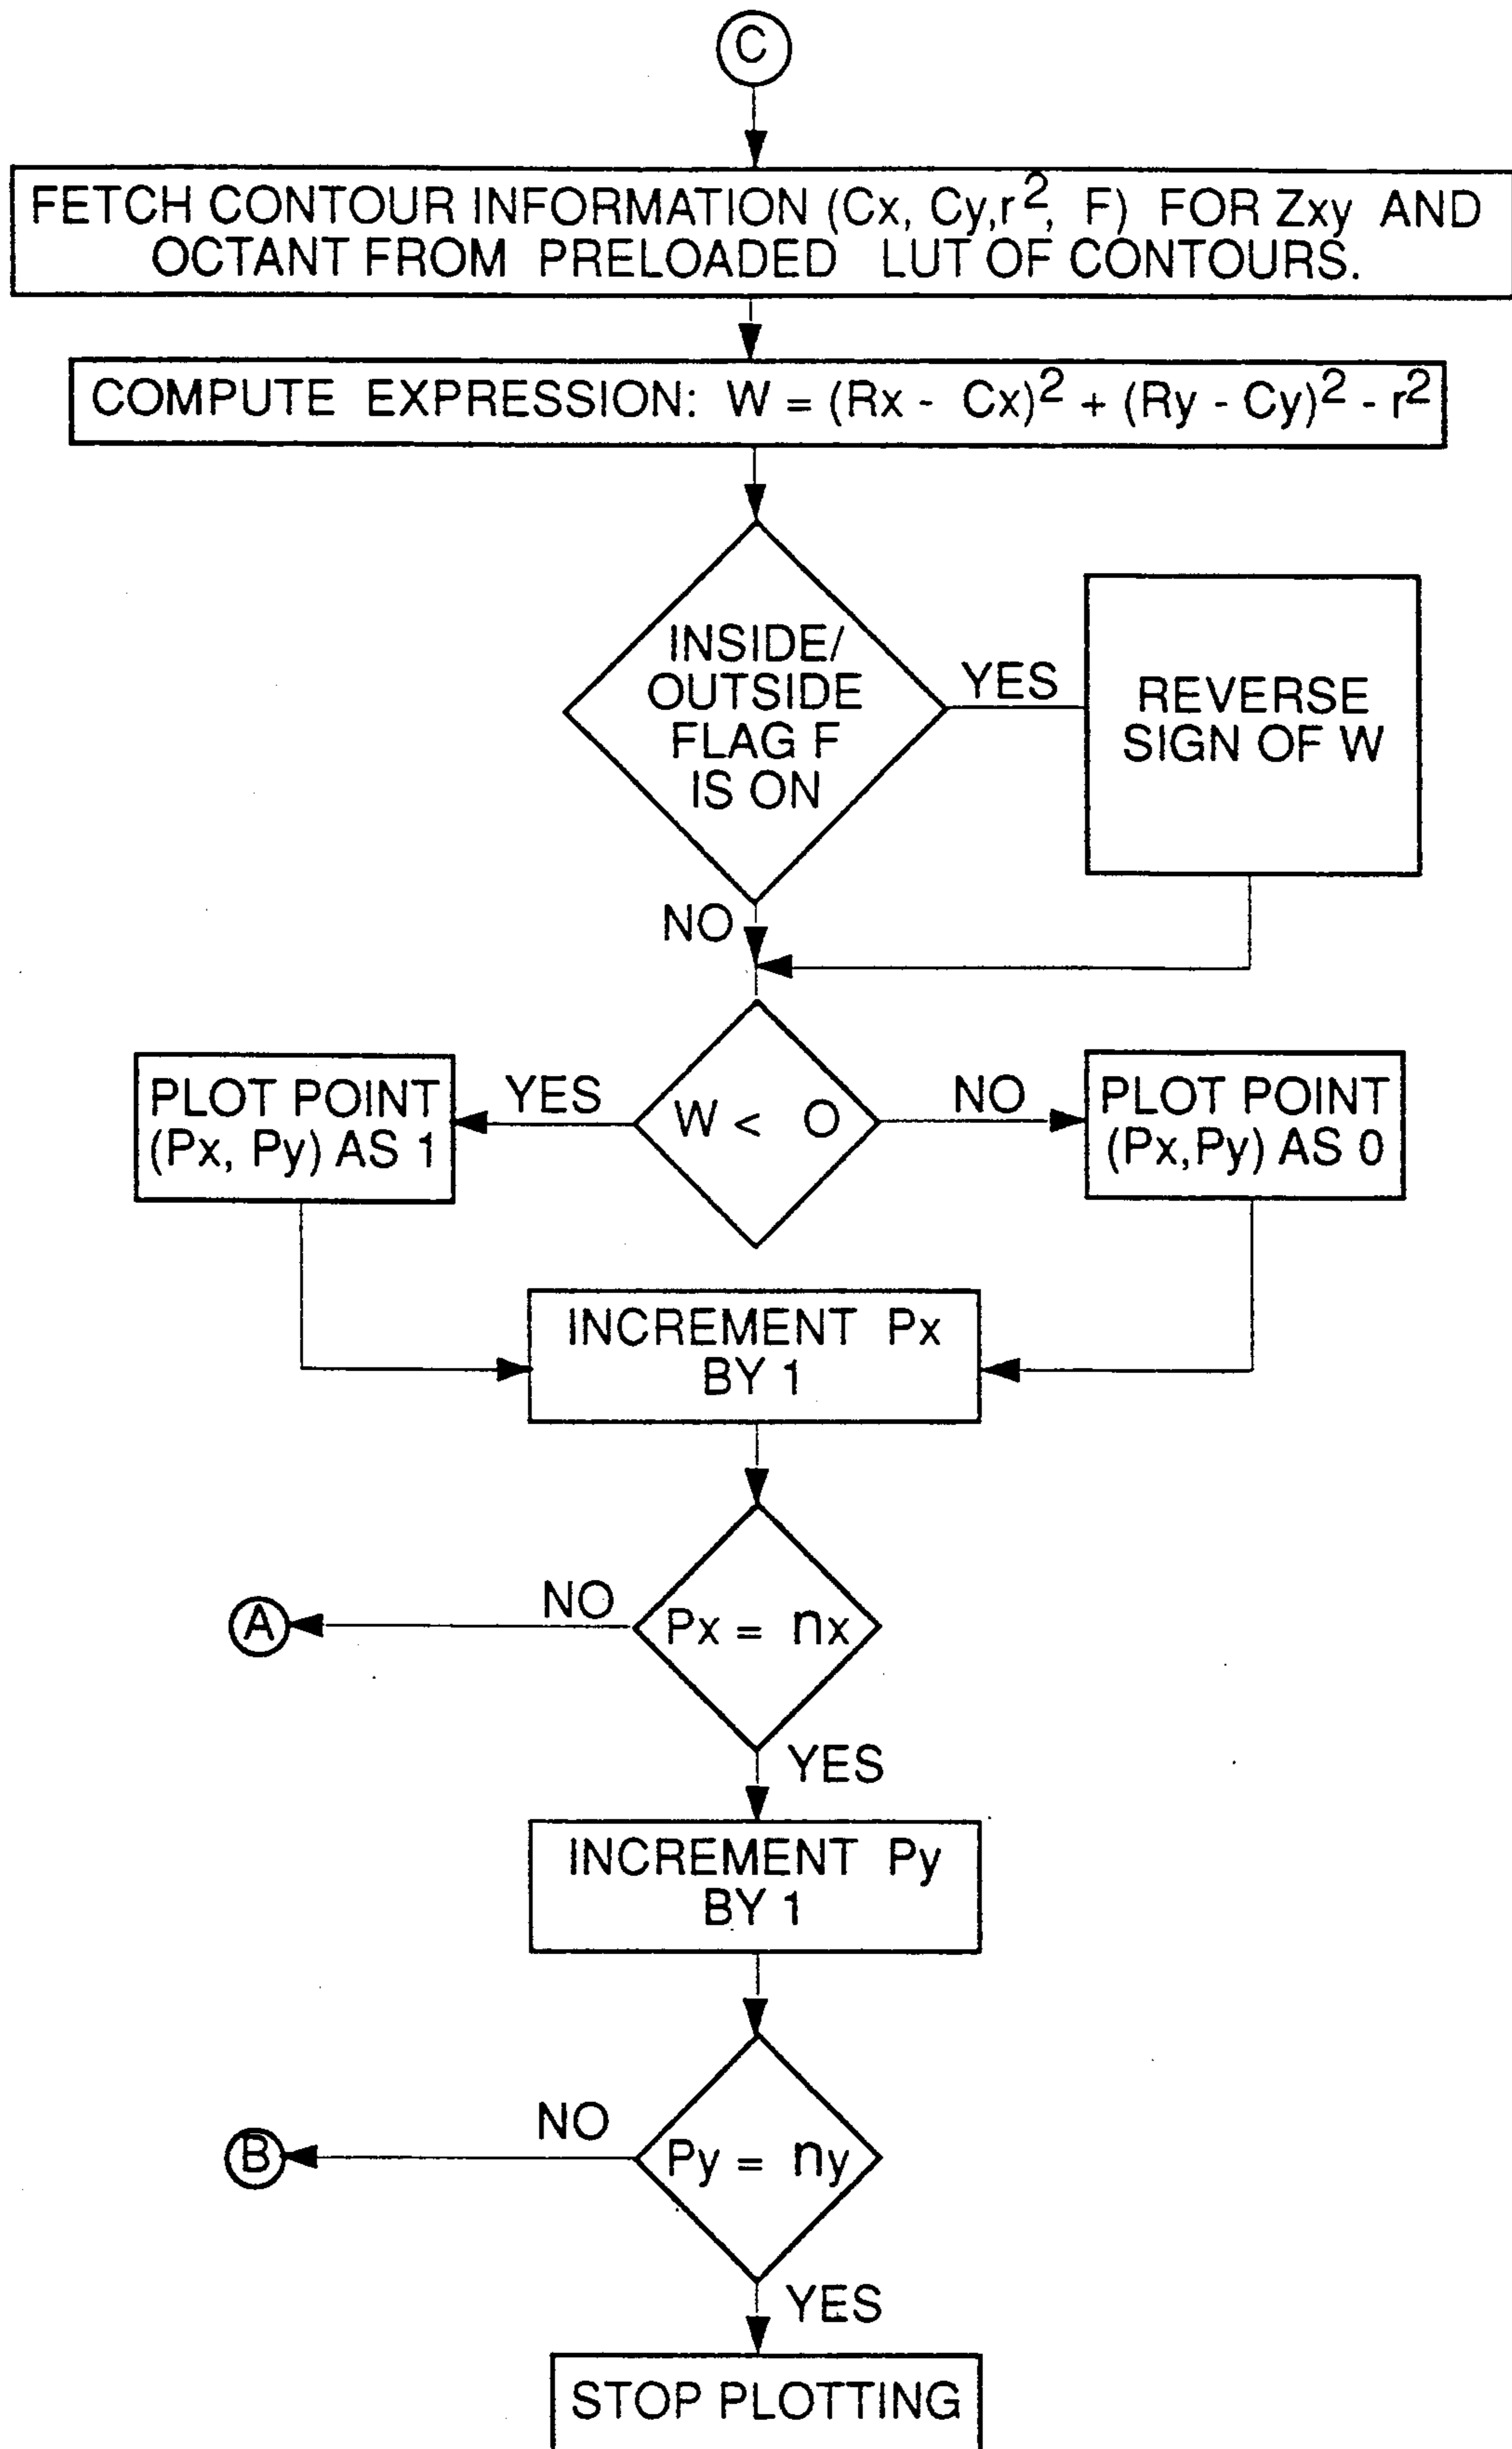 C
FETCH CONTOUR INFORMATION (Cx, Cy,r², F) FOR Zxy AND
OCTANT FROM PRELOADED LUT OF CONTOURS.
COMPUTE EXPRESSION: W = (Rx - Cx)² + (Ry - Cy)² - r²
INSIDE/
OUTSIDE
FLAG F
IS ON
YES
REVERSE
SIGN OF W
NO
PLOT POINT
(Px, Py) AS 1
YES
W < O
NO
PLOT POINT
(Px,Py) AS 0
INCREMENT Px
BY 1
A
NO
Px = nx
YES
INCREMENT Py
BY 1
B
NO
Py = ny
YES
STOP PLOTTING